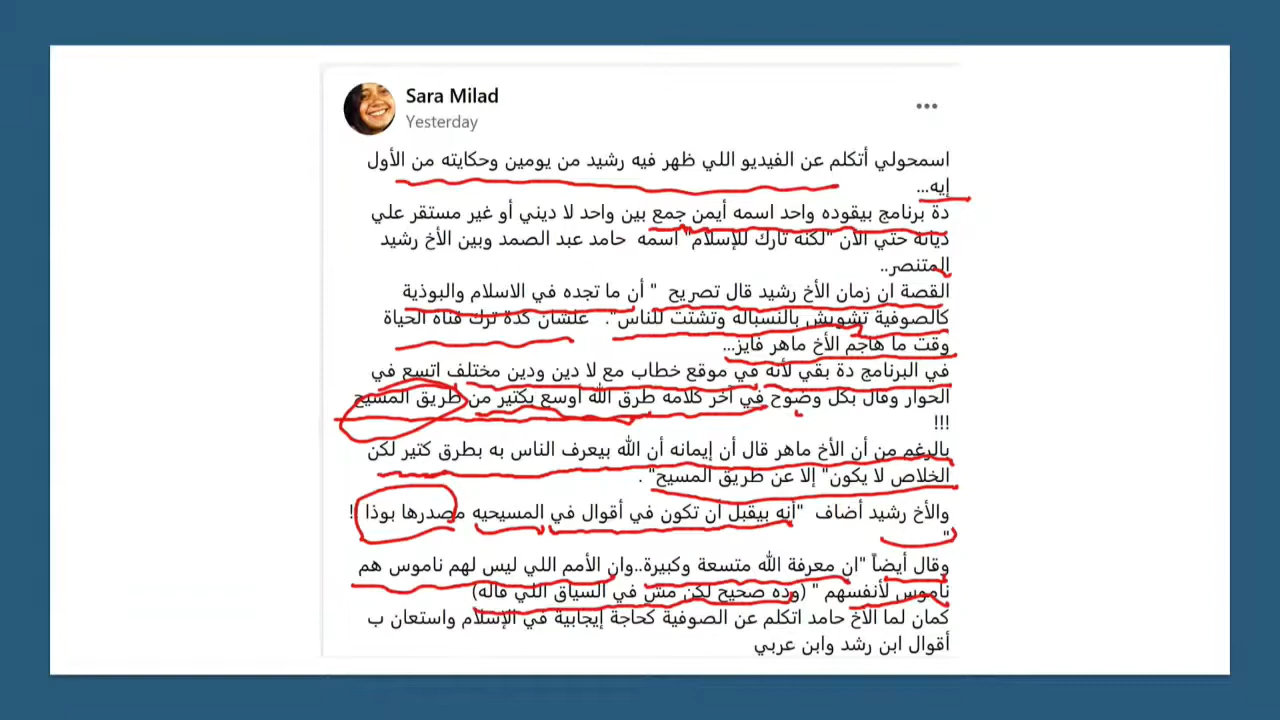 Sara Milad
Yesterday
اسمحولي أتكلم عن الفيديو اللي ظهر فيه رشيد من يومين وحكايته من الأول
إيه...
دة برنامج بيقوده واحد اسمه أيمن جمع بين واحد لا ديني أو غير مستقر علي
ديانة حتي الآن "لكنه تارك للإسلام" اسمه حامد عبد الصمد وبين الأخ رشيد
المتنصر..
القصة ان زمان الأخ رشيد قال تصريح " أن ما تجده في الاسلام والبوذية
كالصوفية تشويش بالنسباله وتشتت للناس". علشان كدة ترك قناة الحياة
وقت ما هاجم الأخ ماهر فايز...
في البرنامج دة بقي لأنه في موقع خطاب مع لا دين ودين مختلف اتسع في
الحوار وقال بكل وضوح في آخر كلامه طرق الله أوسع بكتير من طريق المسيح
!!!
بالرغم من أن الأخ ماهر قال أن إيمانه أن الله بيعرف الناس به بطرق كتير لكن
الخلاص لا يكون" إلا عن طريق المسيح" .
والأخ رشيد أضاف "أنه بيقبل أن تكون في أقوال في المسيحيه مصدرها بوذا !
"
وقال أيضاً "ان معرفة الله متسعة وكبيرة..وان الأمم اللي ليس لهم ناموس هم
ناموس لأنفسهم " (وده صحيح لكن مش في السياق اللي قاله)
كمان لما الأخ حامد اتكلم عن الصوفية كحاجة إيجابية في الإسلام واستعان ب
أقوال ابن رشد وابن عربي